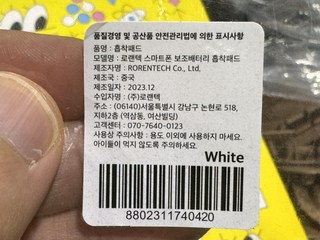 품질경영 및 공산품 안전관리법에 의한 표시사항
품명 : 흡착패드
모델명 : 로렌텍 스마트폰 보조배터리 흡착패드
제조자명 : RORENTECH Co., Ltd.
제조국 : 중국
제조일자 : 2023.12
수입자명 : (주)로렌텍
주소 : (06140)서울특별시 강남구 논현로 518,
지하2층 (역삼동, 여산빌딩)
고객센터 : 070-7640-0123
사용상 주의사항 : 용도 이외에 사용하지 마세요.
아이들이 먹지 않도록 주의하세요.
White
8802311740420